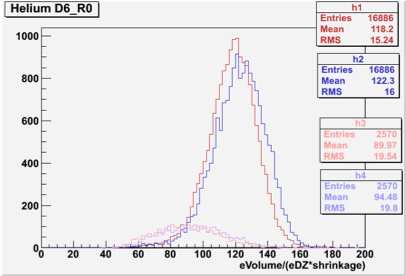 Helium D6_R0
h1
Entries 16886
Mean 118.2
RMS 15.24
h2
Entries 16886
Mean 122.3
RMS 16
h3
Entries 2570
Mean 89.97
RMS 19.54
h4
Entries 2570
Mean 94.48
RMS 19.8
1000
800
600
400
200
0
0 20 40 60 80 100 120 140 160 180 200
eVolume/(eDZ*shrinkage)